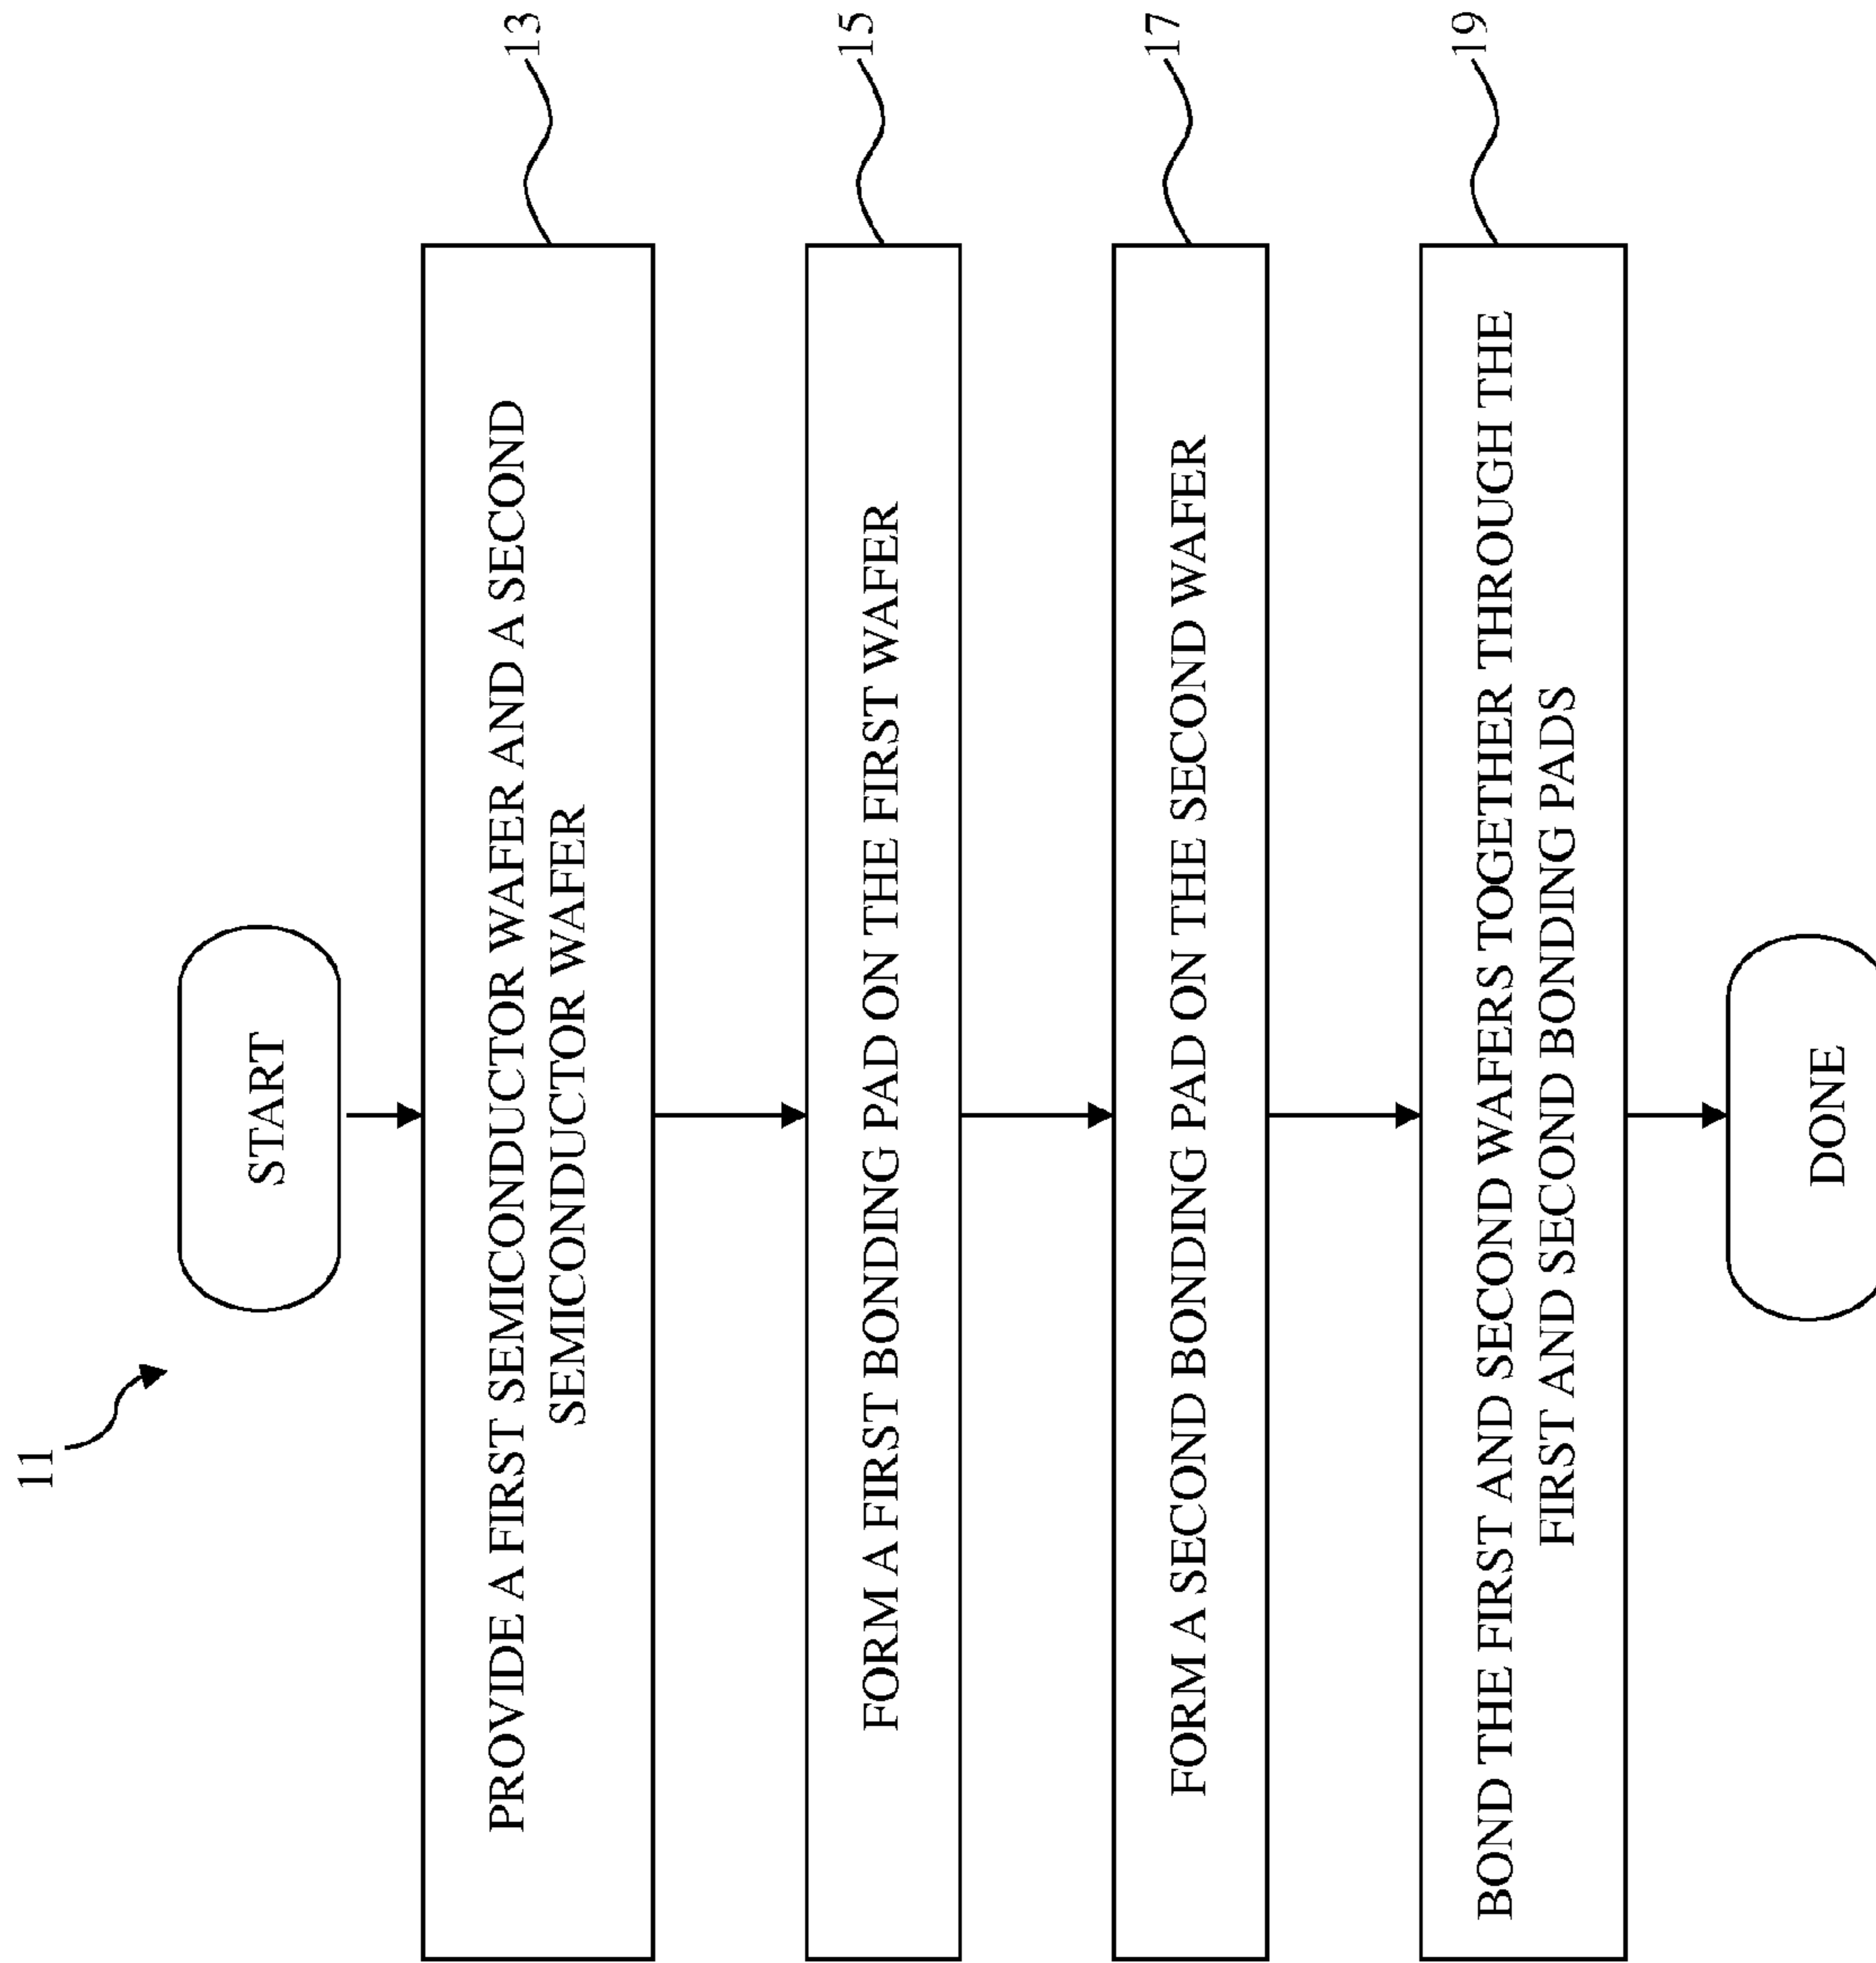 11
START
PROVIDE A FIRST SEMICONDUCTOR WAFER AND A SECOND
SEMICONDUCTOR WAFER
13
FORM A FIRST BONDING PAD ON THE FIRST WAFER
15
FORM A SECOND BONDING PAD ON THE SECOND WAFER
17
BOND THE FIRST AND SECOND WAFERS TOGETHER THROUGH THE
FIRST AND SECOND BONDING PADS
19
DONE